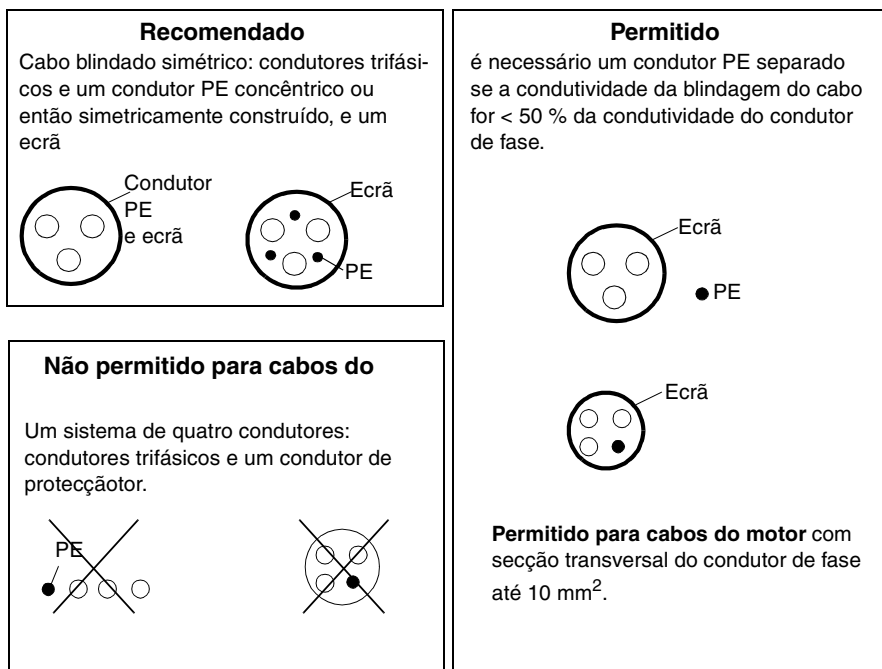 Recomendado
Cabo blindado simétrico: condutores trifási-
cos e um condutor PE concêntrico ou
então simetricamente construído, e um
ecrã
Condutor
PE
e ecrã
Ecrã
PE
Não permitido para cabos do
Um sistema de quatro condutores:
condutores trifásicos e um condutor de
protecçãotor.
PE
Permitido
é necessário um condutor PE separado
se a condutividade da blindagem do cabo
for < 50 % da condutividade do condutor
de fase.
Ecrã
PE
Ecrã
Permitido para cabos do motor com
secção transversal do condutor de fase
até 10 mm².